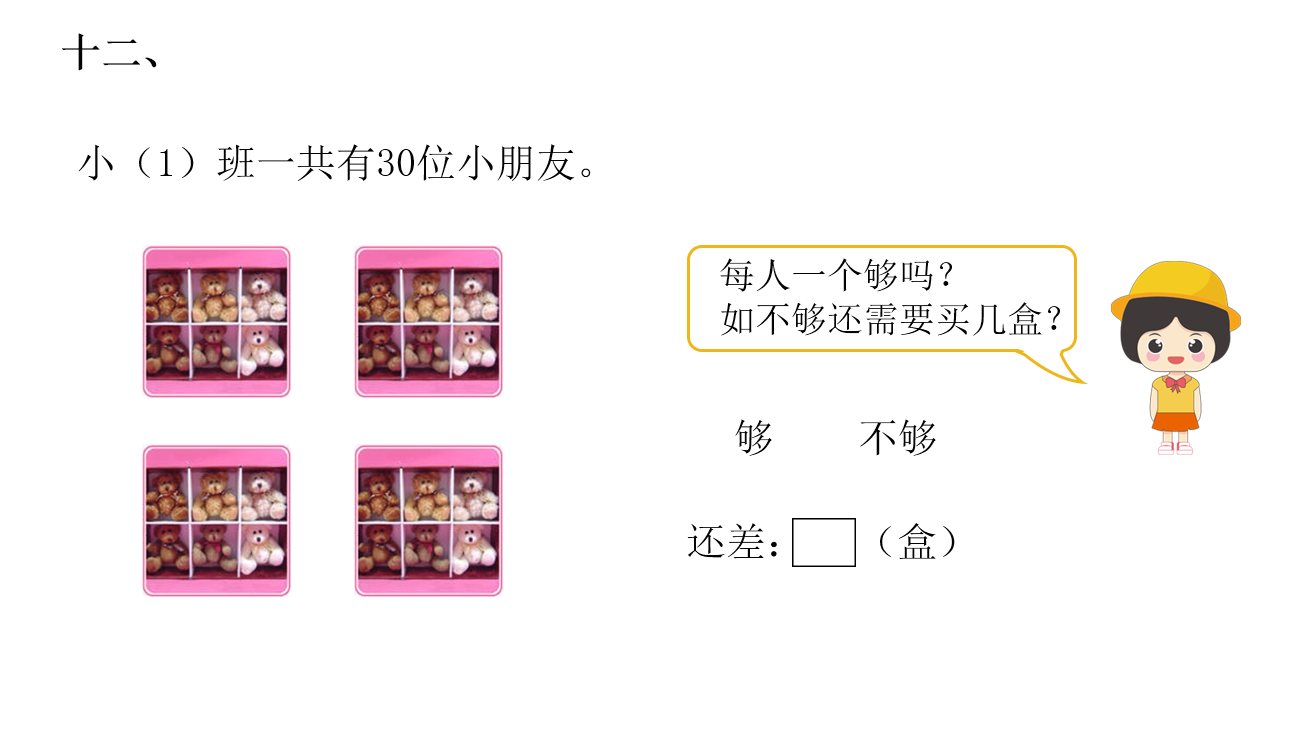 十二、
小（1）班一共有30位小朋友。
每人一个够吗？
如不够还需要买几盒？
够 不够
还差：（盒）